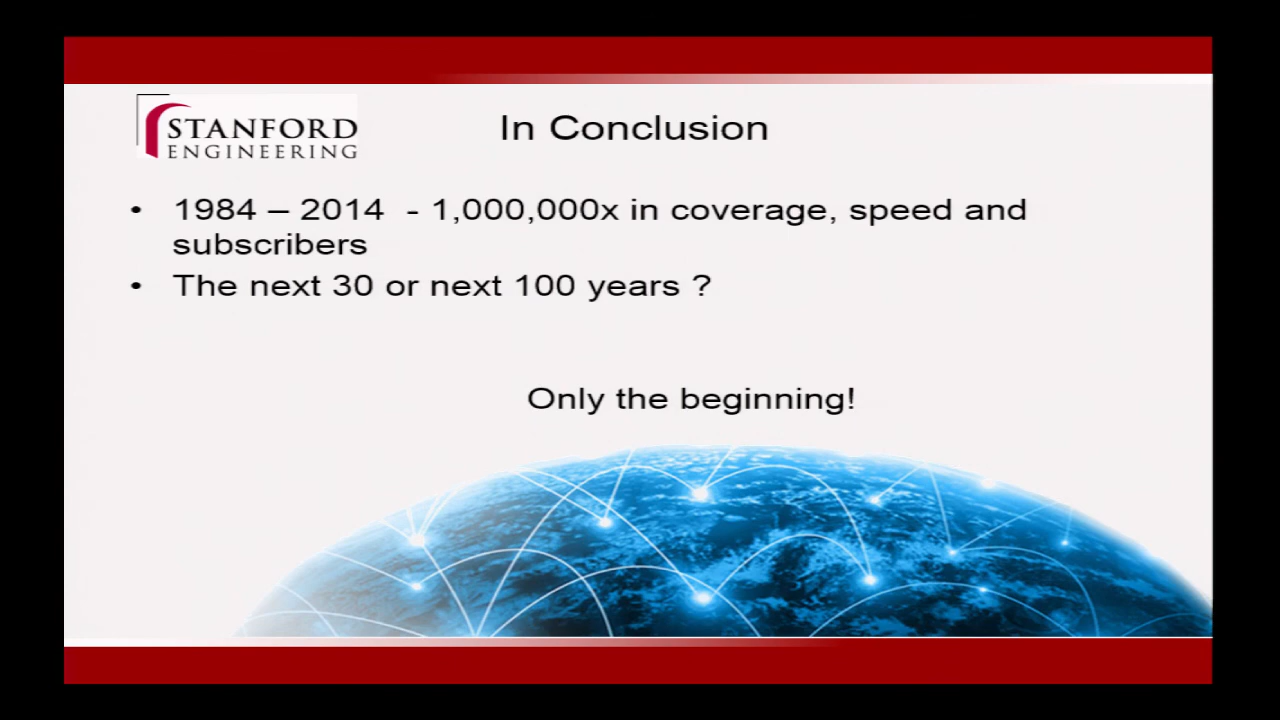 STANFORD
ENGINEERING
In Conclusion
• 1984 – 2014 - 1,000,000x in coverage, speed and
subscribers
• The next 30 or next 100 years ?
Only the beginning!